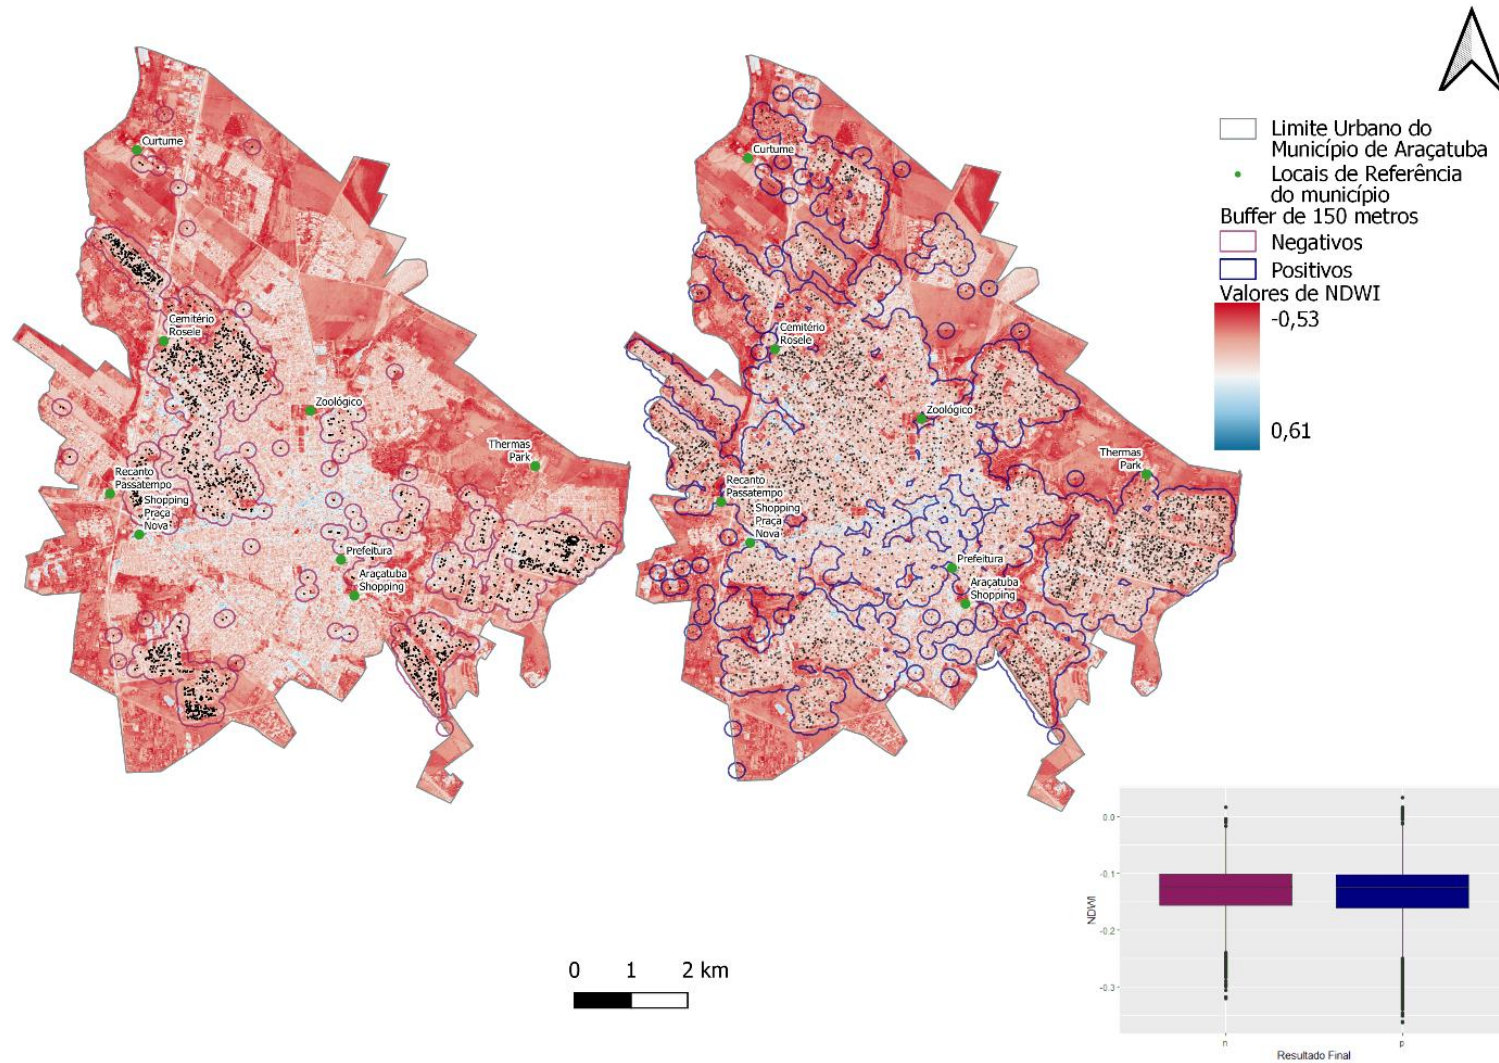 Curtume
Cemitério
Rosele
Zoológico
Thermas
Park
Recanto
Passatempo
Shopping
Praça
Nova
Prefeitura
Araçatuba
Shopping
Curtume
Cemitério
Rosele
Zoológico
Thermas
Park
Recanto
Passatempo
Shopping
Praça
Nova
Prefeitura
Araçatuba
Shopping
Limite Urbano do
Município de Araçatuba
Locais de Referência
do município
Buffer de 150 metros
Negativos
Positivos
Valores de NDWI
-0,53
0,61
0 1 2 km
0.0
-0.1
-0.2
-0.3
NDWI
n p
Resultado Final